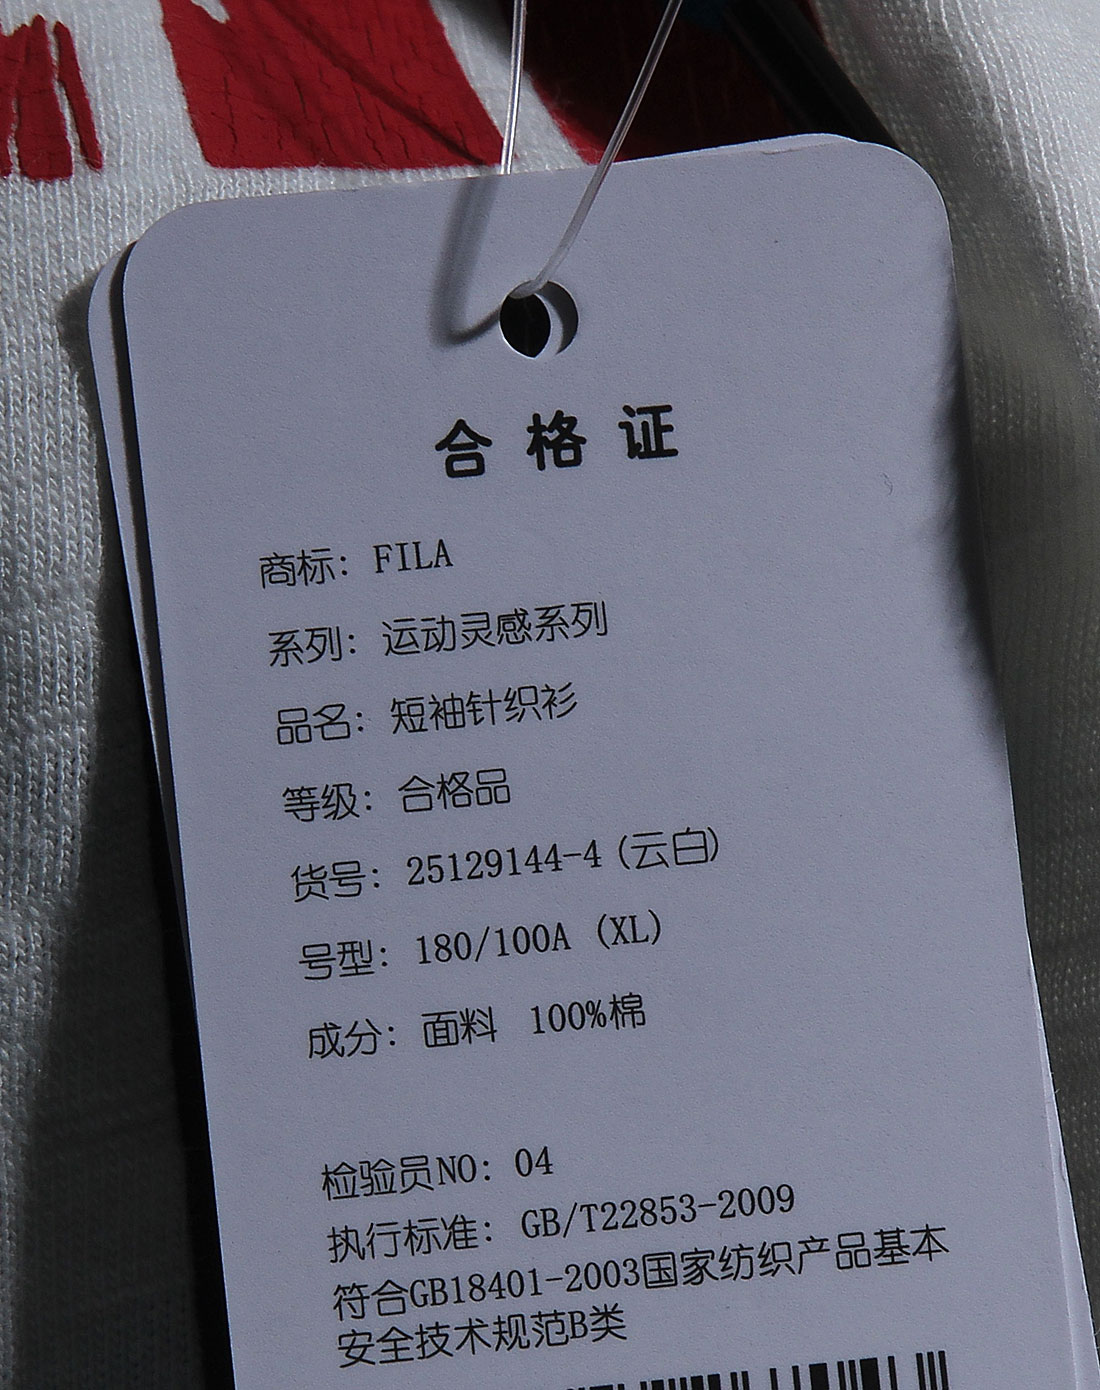 合格证
商标：FILA
系列：运动灵感系列
品名：短袖针织衫
等级：合格品
货号：25129144-4（云白）
号型：180/100A（XL）
成分：面料 100%棉
检验员NO：04
执行标准：GB/T22853-2009
符合GB18401-2003国家纺织产品基本
安全技术规范B类